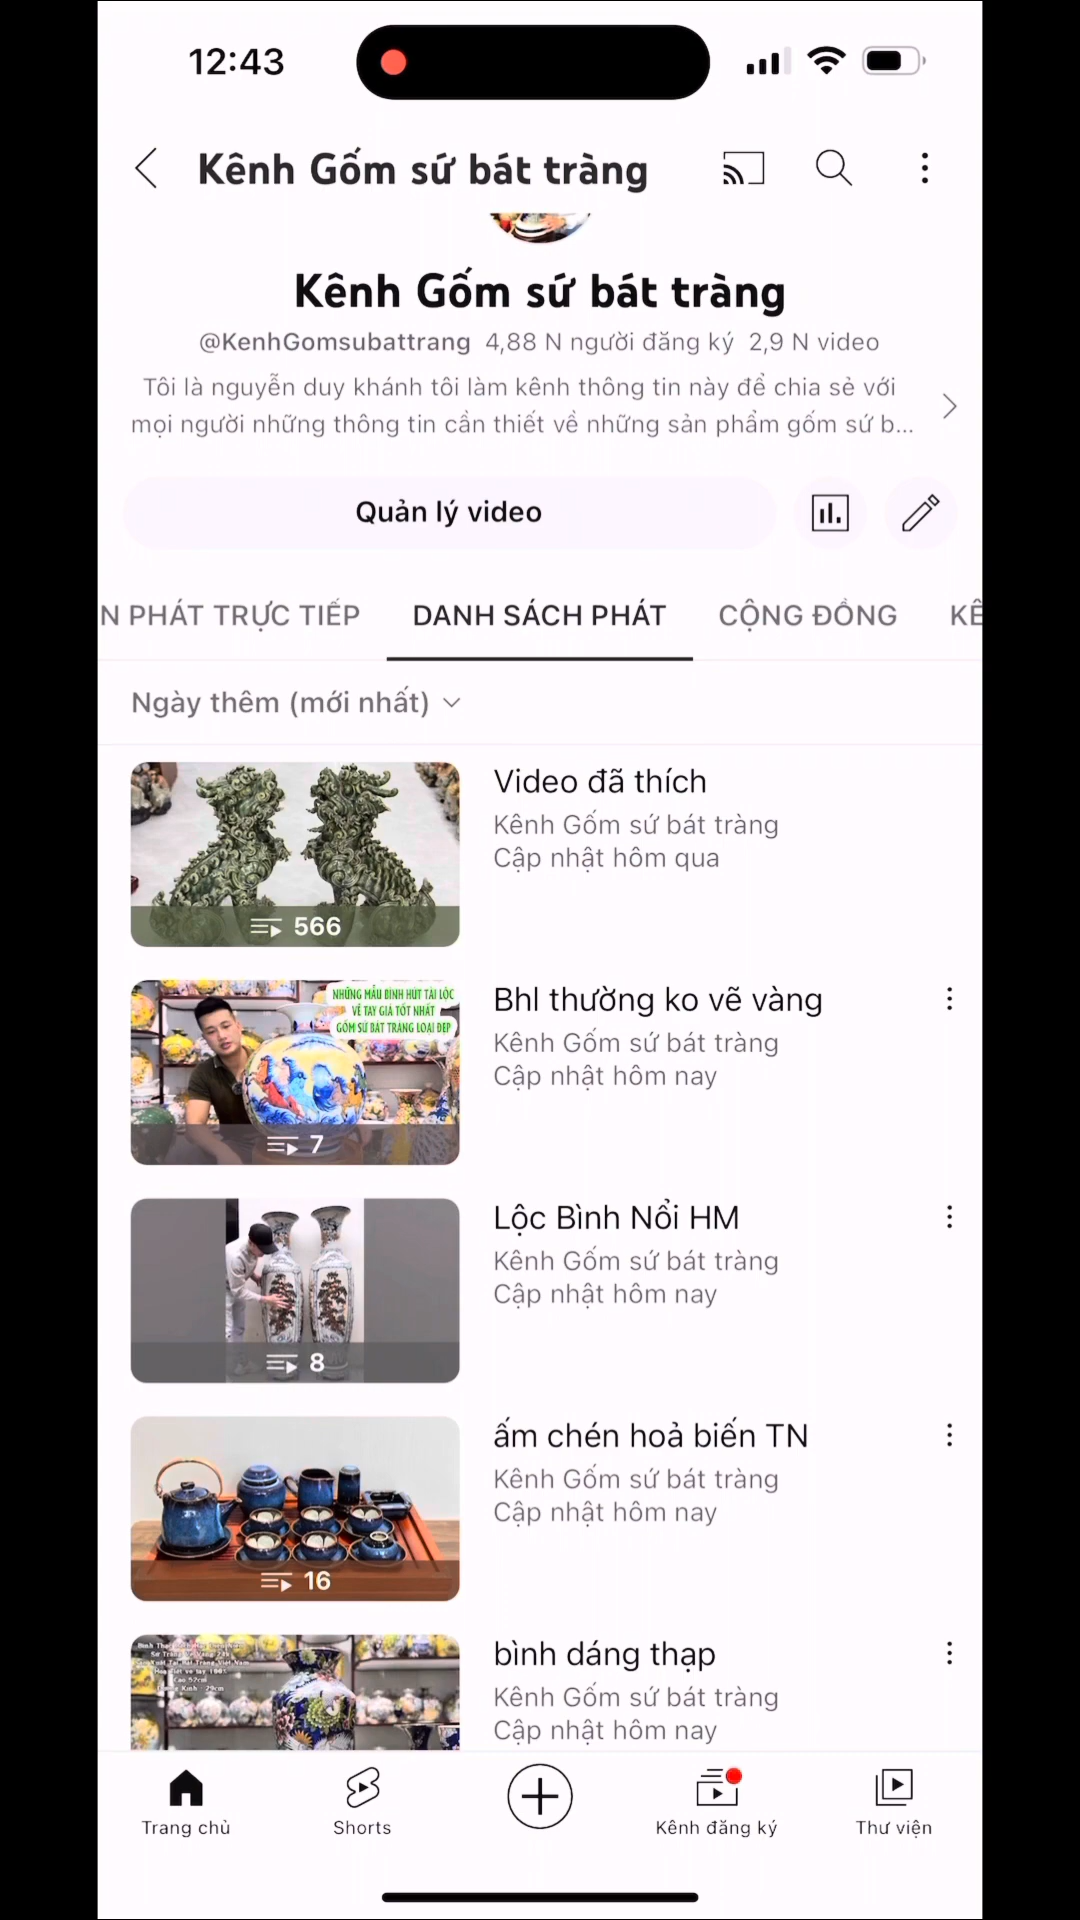 12:43
Kênh Gốm sứ bát tràng
Kênh Gốm sứ bát tràng
@KenhGomsubattrang 4,88 N người đăng ký 2,9 N video
Tôi là nguyễn duy khánh tôi làm kênh thông tin này để chia sẻ với
mọi người những thông tin cần thiết về những sản phẩm gốm sứ b...
Quản lý video
N PHÁT TRỰC TIẾP
DANH SÁCH PHÁT
CỘNG ĐỒNG
KÊ
Ngày thêm (mới nhất)
566
Video đã thích
Kênh Gốm sứ bát tràng
Cập nhật hôm qua
NHỮNG MẪU BÌNH HÚT TÀI LỘC
VẼ TAY GIÁ TỐT NHẤT
GỐM SỨ BÁT TRÀNG LOẠI ĐẸP
7
Bhl thường ko vẽ vàng
Kênh Gốm sứ bát tràng
Cập nhật hôm nay
8
Lộc Bình Nổi HM
Kênh Gốm sứ bát tràng
Cập nhật hôm nay
16
ấm chén hoả biến TN
Kênh Gốm sứ bát tràng
Cập nhật hôm nay
bình dáng thạp
Kênh Gốm sứ bát tràng
Cập nhật hôm nay
Trang chủ
Shorts
Kênh đăng ký
Thư viện